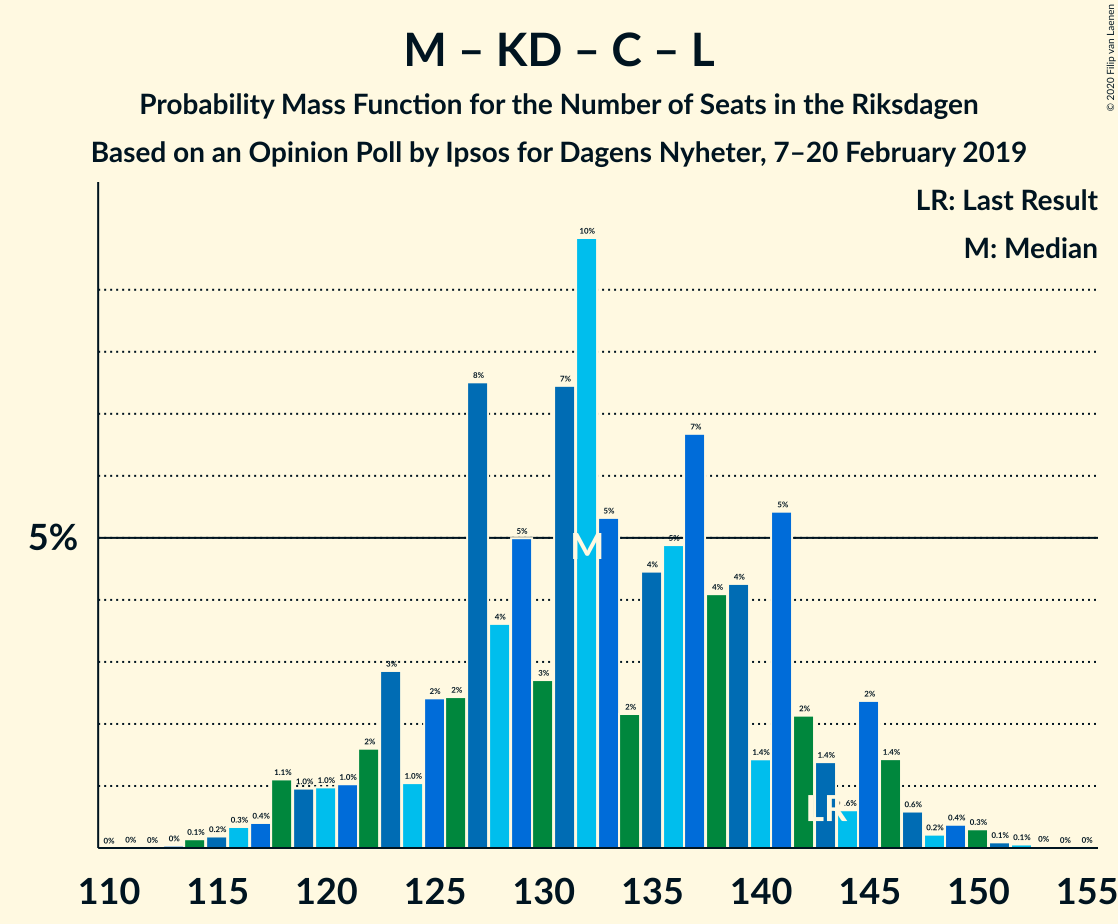 M – KD – C – L
Probability Mass Function for the Number of Seats in the Riksdagen
Based on an Opinion Poll by Ipsos for Dagens Nyheter, 7–20 February 2019
© 2020 Filip van Laenen
LR: Last Result
M: Median
5%
0% 0% 0% 0% 0.1% 0.2% 0.3% 0.4% 1.1% 1.0% 1.0% 1.0% 2% 3% 1.0% 2% 2% 8% 4% 5% 3% 7% 10% 5% 2% 4% 5% 7% 4% 4% 1.4% 5% 2% 1.4% .6% 2% 1.4% 0.6% 0.2% 0.4% 0.3% 0.1% 0.1% 0% 0% 0%
M
LR
110 115 120 125 130 135 140 145 150 155